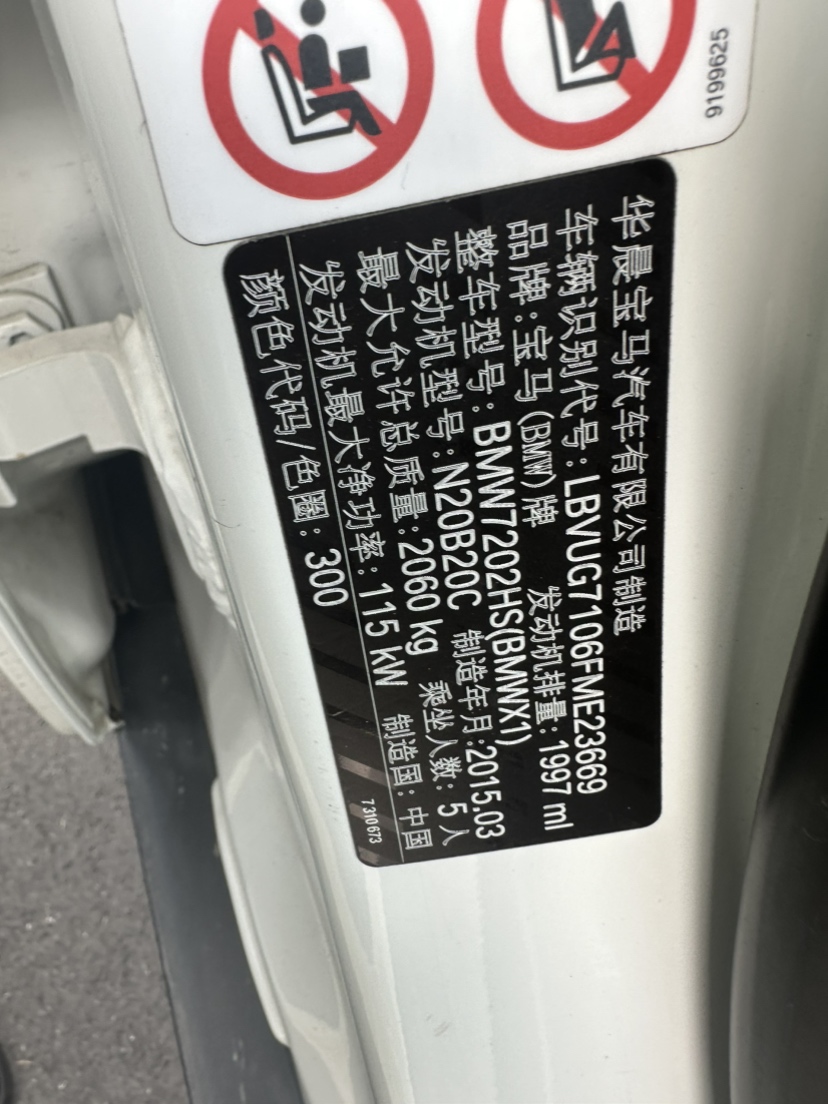 9199625
华晨宝马汽车有限公司制造
车辆识别代号:LBVUG7106FME23669
品牌:宝马(BMW)牌 发动机排量:1997 ml
整车型号:BMW7202HS(BMWX1)
发动机型号:N20B20C 制造年月:2015.03
最大允许总质量:2060 kg 乘坐人数:5人
发动机最大净功率:115 kW 制造国:中国
颜色代码/色圈:300 7 310 673